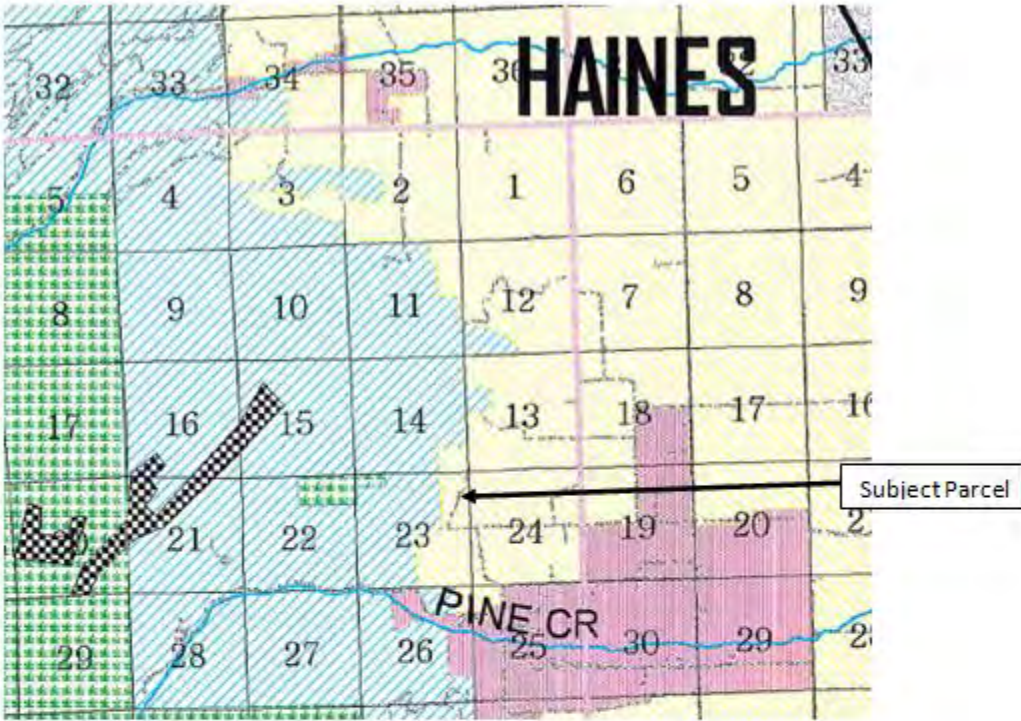 32 33 34 35 36 HAINES 33
5 4 3 2 1 6 5 4
8 9 10 11 12 7 8 9
17 16 15 14 13 18 17 16
Subject Parcel
21 22 23 24 19 20
PINE CR
29 28 27 26 25 30 29